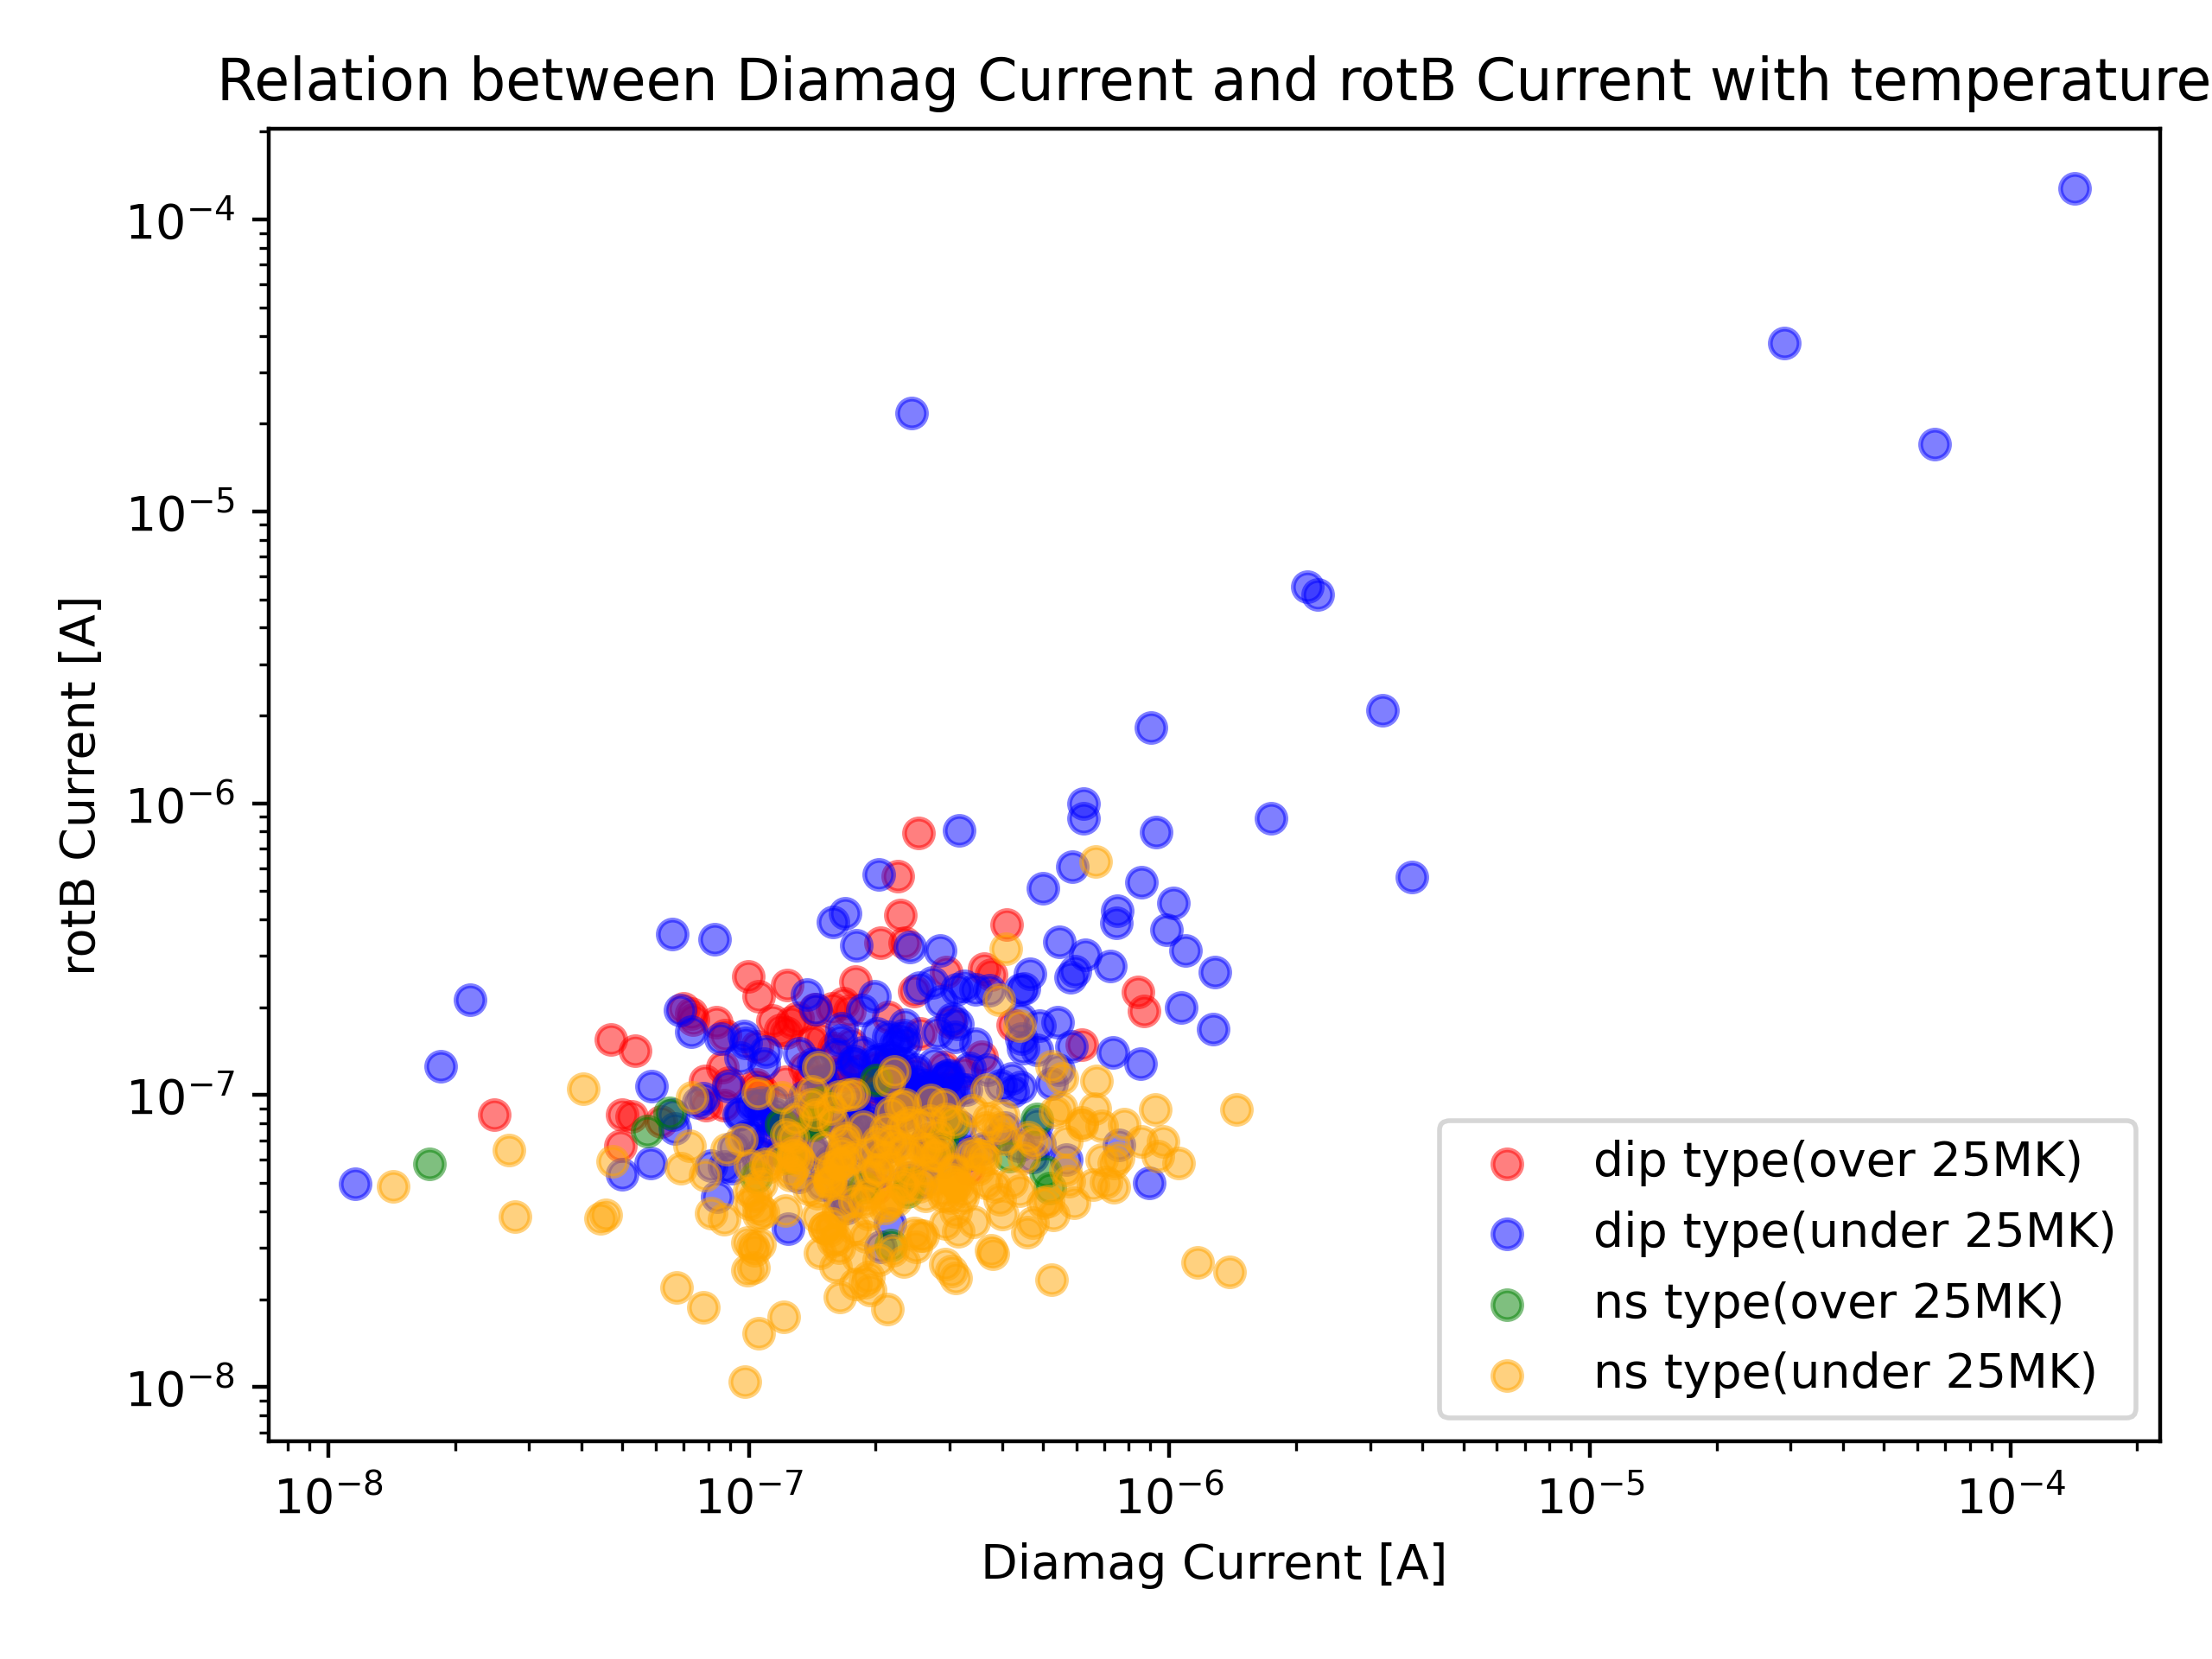 Relation between Diamag Current and rotB Current with temperature
10⁻⁴
10⁻⁵
10⁻⁶
10⁻⁷
10⁻⁸
rotB Current [A]
dip type(over 25MK)
dip type(under 25MK)
ns type(over 25MK)
ns type(under 25MK)
10⁻⁸ 10⁻⁷ 10⁻⁶ 10⁻⁵ 10⁻⁴
Diamag Current [A]